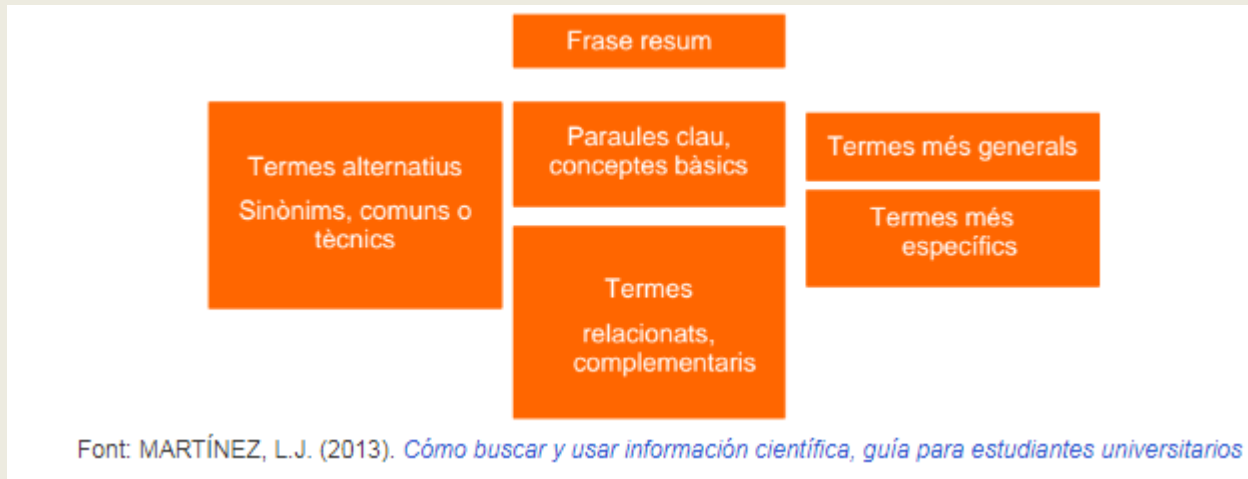 Frase resum
Termes alternatius
Sinònims, comuns o
tècnics
Paraules clau,
conceptes bàsics
Termes
relacionats,
complementaris
Termes més generals
Termes més
específics
Font: MARTÍNEZ, L.J. (2013). Cómo buscar y usar información científica, guía para estudiantes universitarios